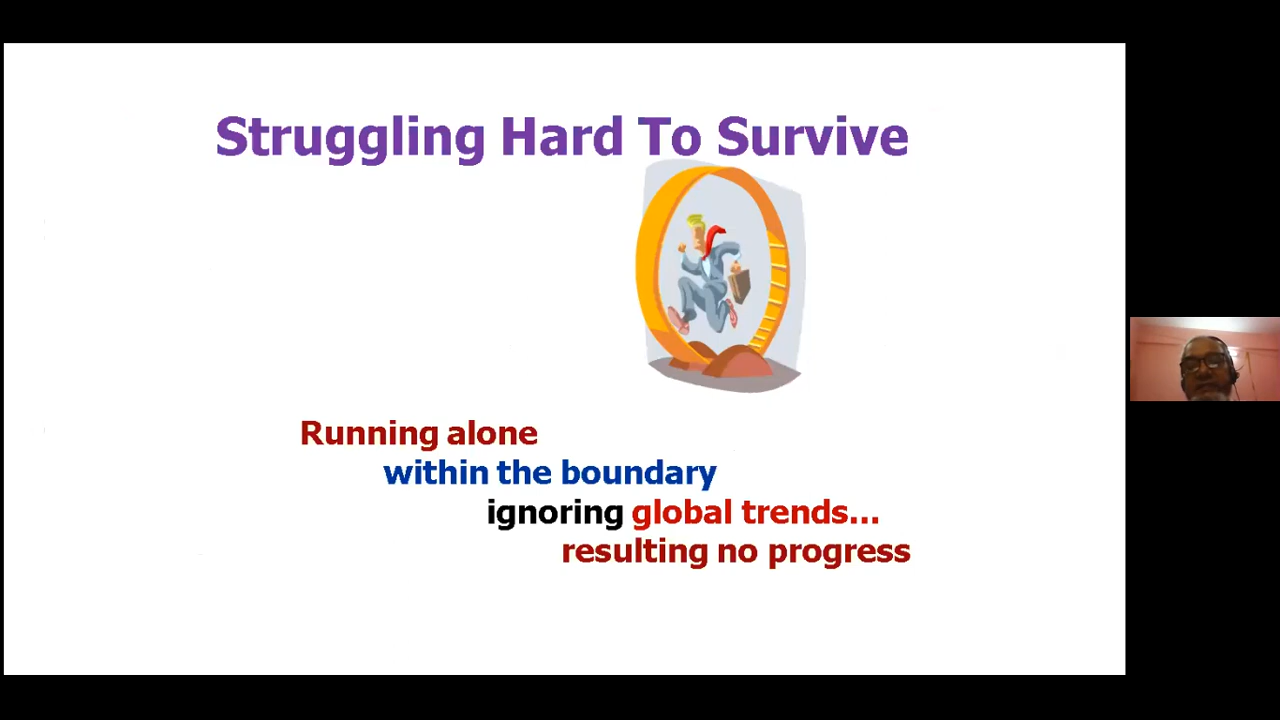 Struggling Hard To Survive
Running alone
within the boundary
ignoring global trends...
resulting no progress